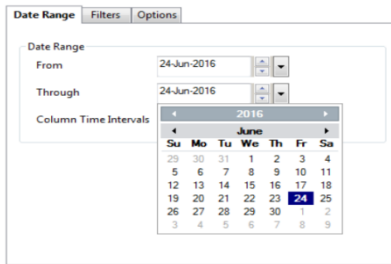 Date Range Filters Options
Date Range
From 24-Jun-2016
Through 24-Jun-2016
Column Time Intervals
2016
June
Su Mo Tu We Th Fr Sa
29 30 31 1 2 3 4
5 6 7 8 9 10 11
12 13 14 15 16 17 18
19 20 21 22 23 24 25
26 27 28 29 30 1 2
3 4 5 6 7 8 9